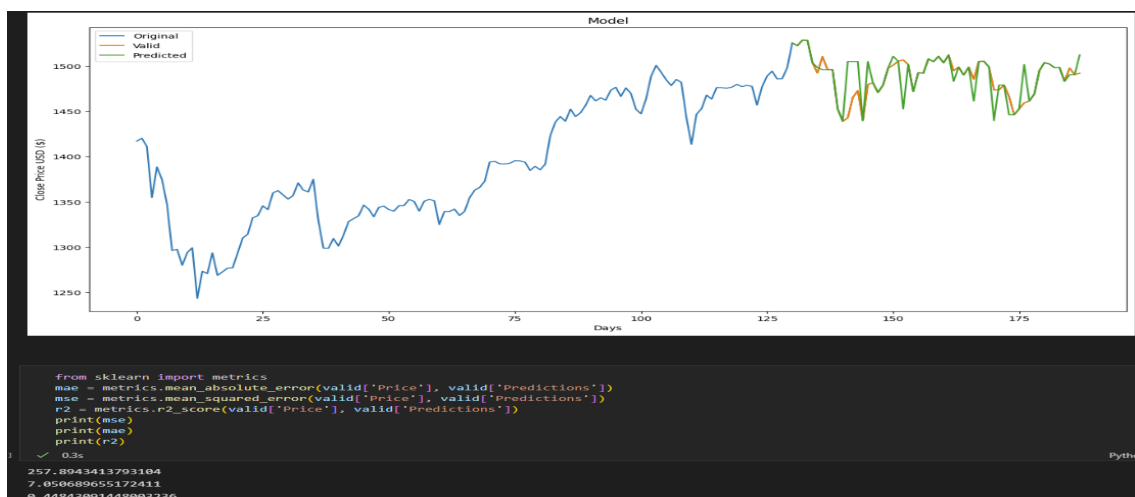 Model
Original
Valid
Predicted
1500
1450
1400
1350
1300
1250
Close Price USD ($)
0
25
50
75
100
125
150
175
Days
from sklearn import metrics
mae = metrics.mean_absolute_error(valid['Price'], valid['Predictions'])
mse = metrics.mean_squared_error(valid['Price'], valid['Predictions'])
r2 = metrics.r2_score(valid['Price'], valid['Predictions'])
print(mse)
print(mae)
print(r2)
0.3s
Pytho
257.8943413793104
7.050689655172411